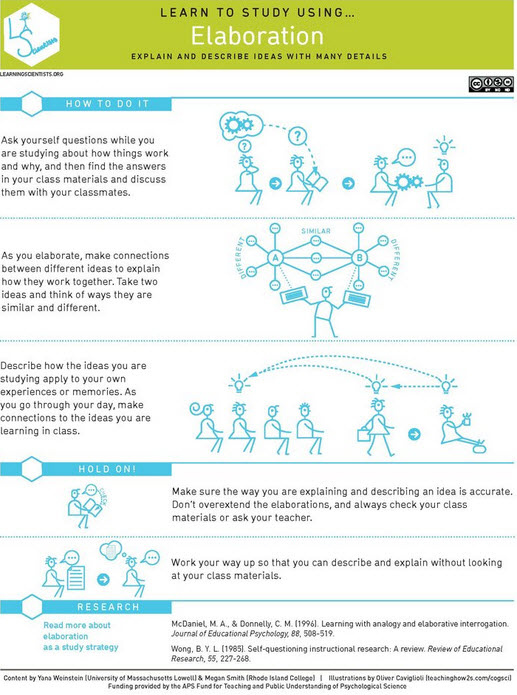 LEARN TO STUDY USING...
Elaboration
EXPLAIN AND DESCRIBE IDEAS WITH MANY DETAILS
LS
Scientists
LEARNINGSCIENTISTS.ORG
cc
BY NC ND
HOW TO DO IT
Ask yourself questions while you
are studying about how things work
and why, and then find the answers
in your class materials and discuss
them with your classmates.
?
?
As you elaborate, make connections
between different ideas to explain
how they work together. Take two
ideas and think of ways they are
similar and different.
DIFFERENT
SIMILAR
DIFFERENT
A
B
Describe how the ideas you are
studying apply to your own
experiences or memories. As
you go through your day, make
connections to the ideas you are
learning in class.
HOLD ON!
CHECK
Make sure the way you are explaining and describing an idea is accurate.
Don't overextend the elaborations, and always check your class
materials or ask your teacher.
Work your way up so that you can describe and explain without looking
at your class materials.
RESEARCH
Read more about
elaboration
as a study strategy
McDaniel, M. A., & Donnelly, C. M. (1996). Learning with analogy and elaborative interrogation.
Journal of Educational Psychology, 88, 508-519.
Wong, B. Y. L. (1985). Self-questioning instructional research: A review. Review of Educational
Research, 55, 227-268.
Content by Yana Weinstein (University of Massachusetts Lowell) & Megan Smith (Rhode Island College) | Illustrations by Oliver Caviglioli (teachinghow2s.com/cogsci)
Funding provided by the APS Fund for Teaching and Public Understanding of Psychological Science